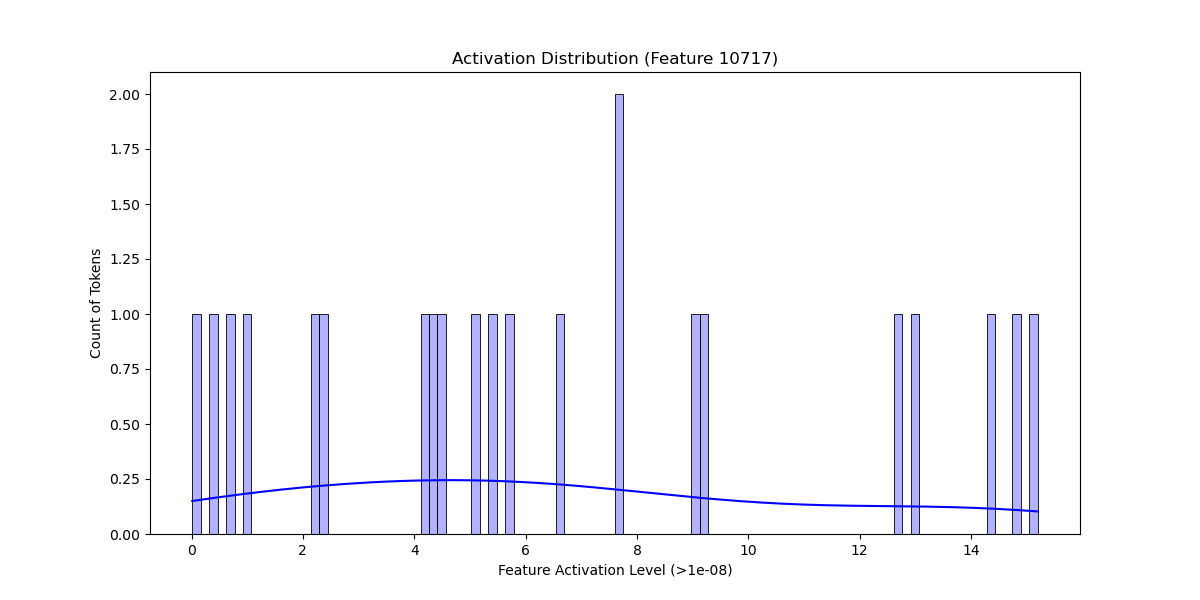 Activation Distribution (Feature 10717)
2.00
1.75
1.50
1.25
1.00
0.75
0.50
0.25
0.00
Count of Tokens
0 2 4 6 8 10 12 14
Feature Activation Level (>1e-08)